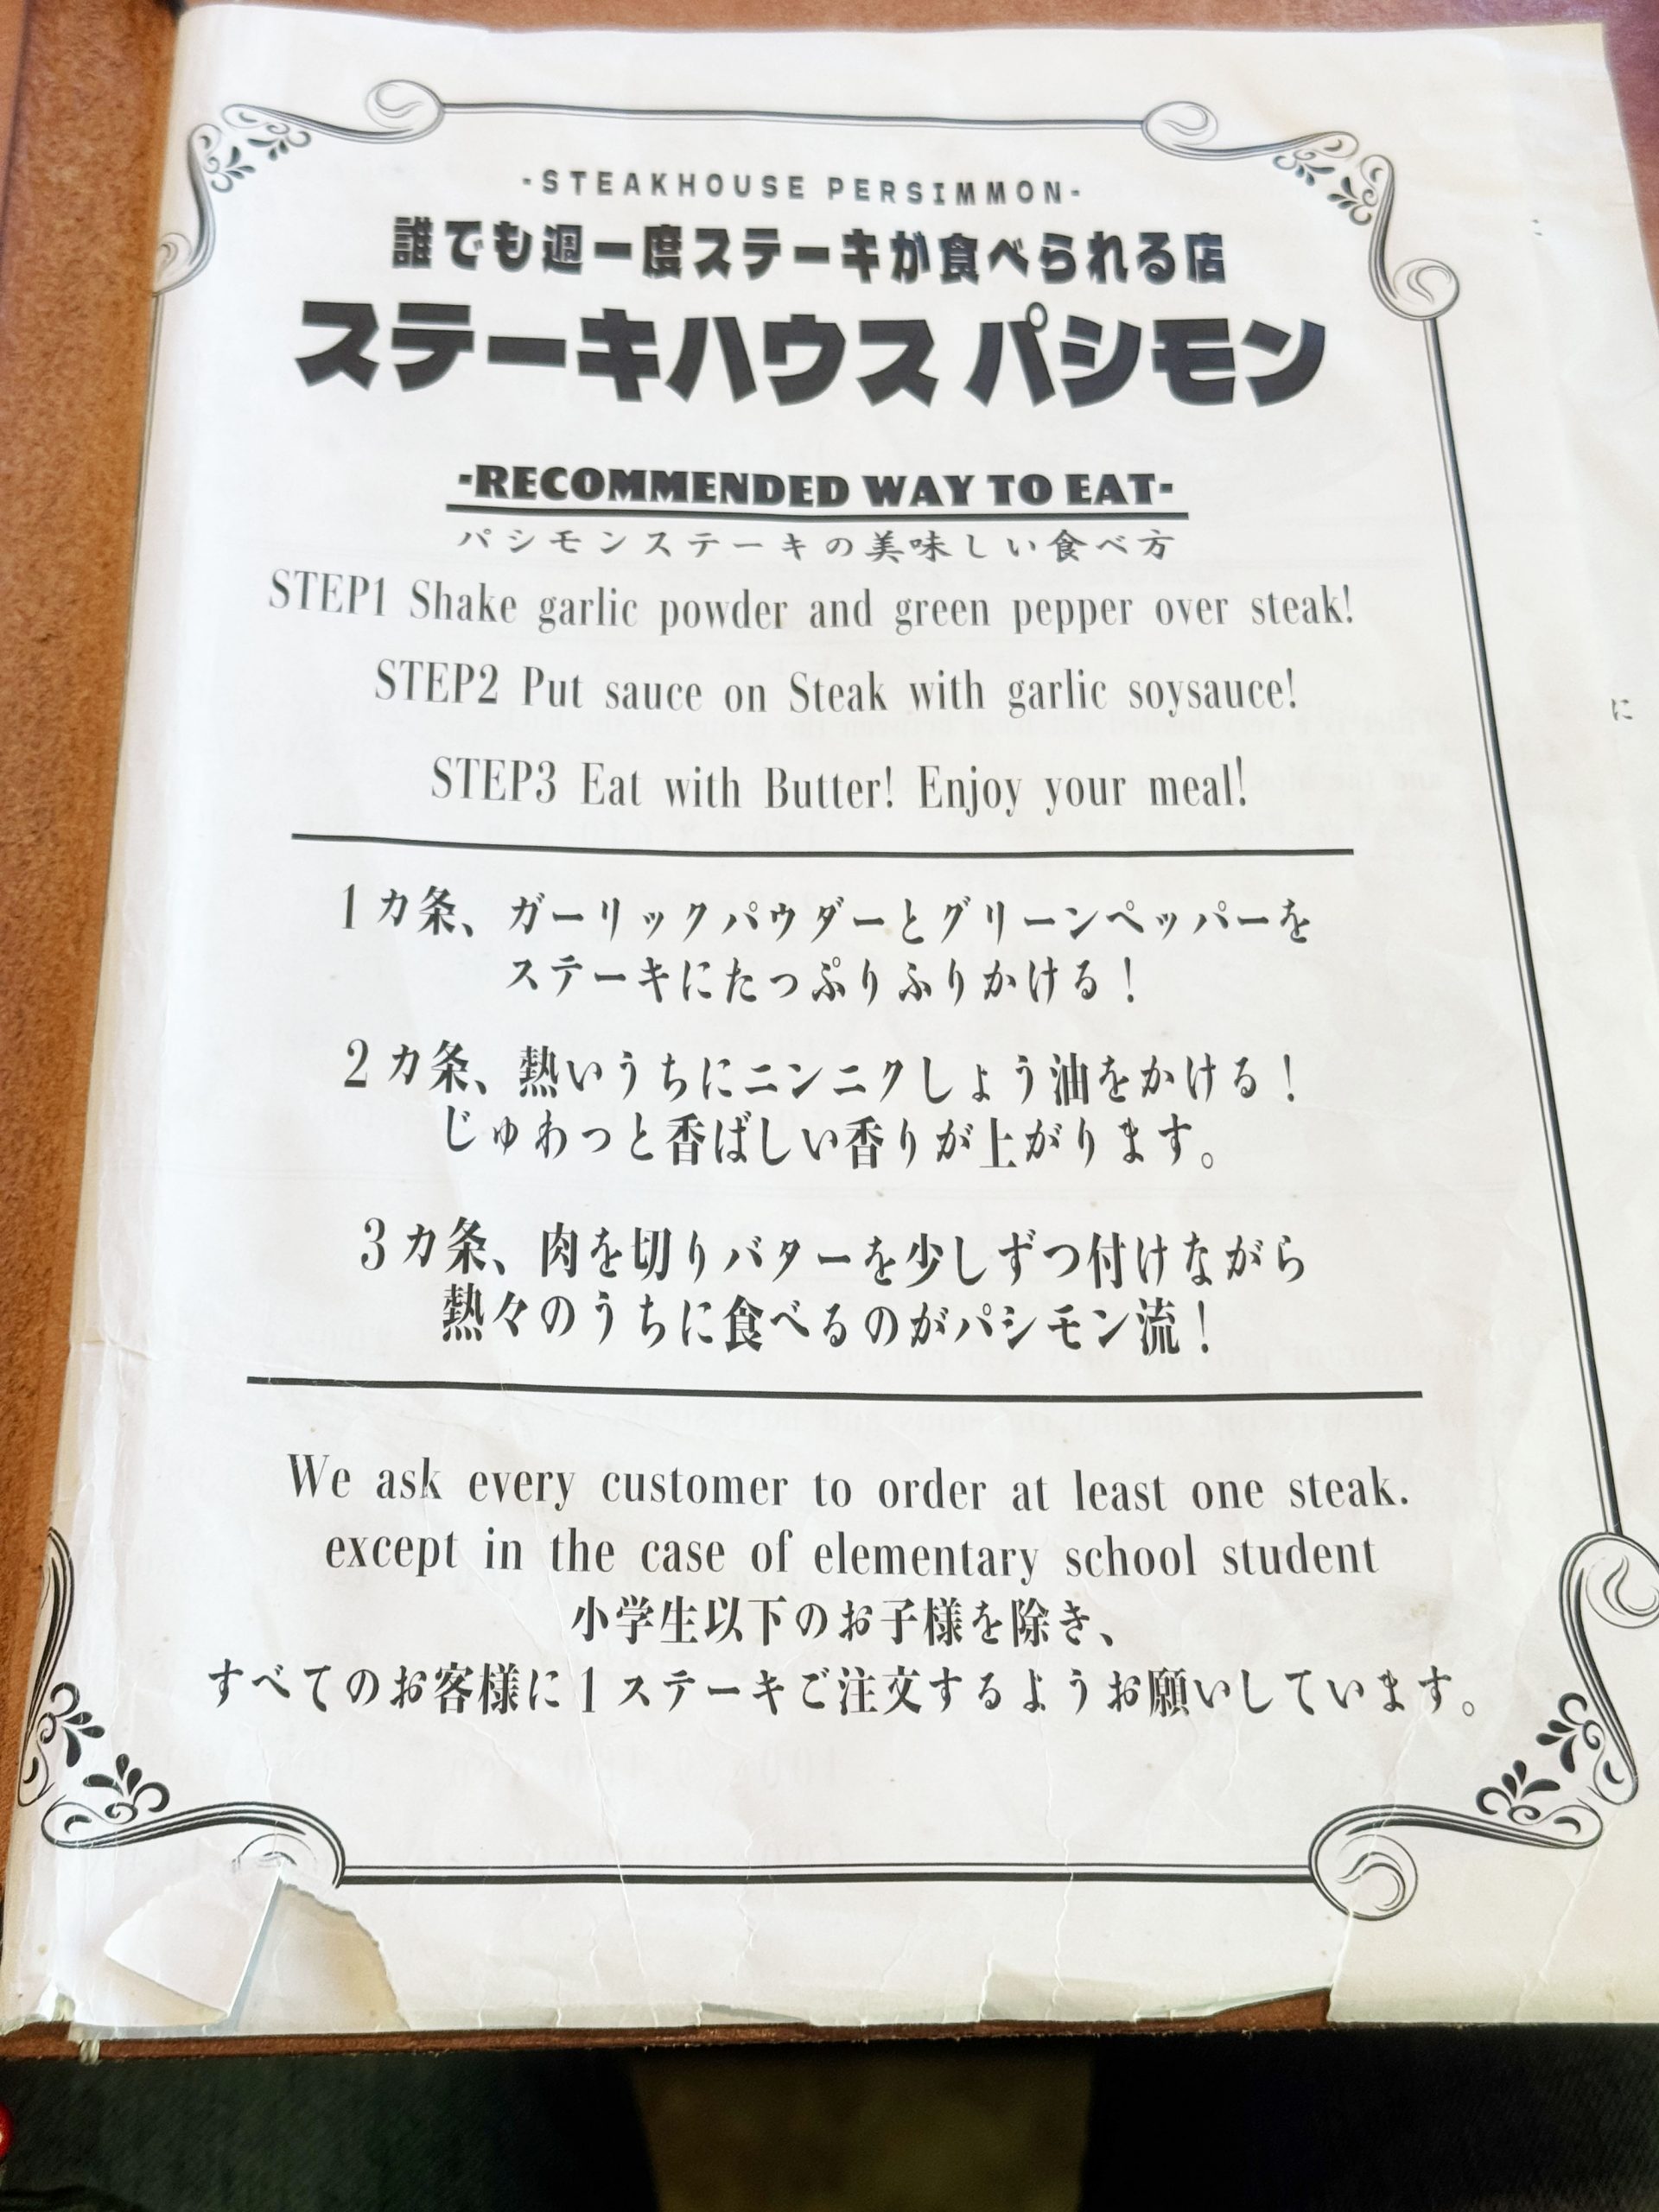 -STEAKHOUSE PERSIMMON-
誰でも週一度ステーキが食べられる店
ステーキハウス パシモン
-RECOMMENDED WAY TO EAT-
パシモンステーキの美味しい食べ方
STEP1 Shake garlic powder and green pepper over steak!
STEP2 Put sauce on Steak with garlic soysauce!
STEP3 Eat with Butter! Enjoy your meal!
1カ条、ガーリックパウダーとグリーンペッパーを
ステーキにたっぷりふりかける！
2カ条、熱いうちにニンニクしょう油をかける！
じゅわっと香ばしい香りが上がります。
3カ条、肉を切りバターを少しずつ付けながら
熱々のうちに食べるのがパシモン流！
We ask every customer to order at least one steak.
except in the case of elementary school student
小学生以下のお子様を除き、
すべてのお客様に1ステーキご注文するようお願いしています。